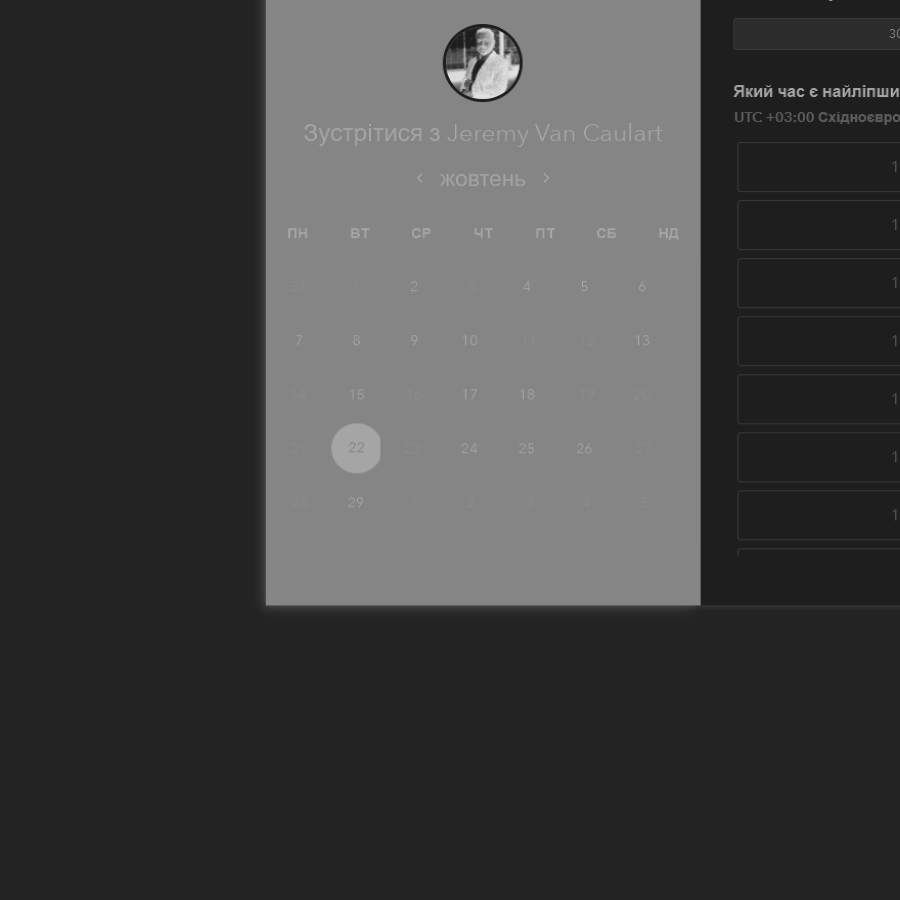 30
Який час є найліпши
UTC +03:00 Східноєвро
Зустрітися з Jeremy Van Caulart
жовтень
ПН ВТ СР ЧТ ПТ СБ НД
31 1 2 3 4 5 6
7 8 9 10 11 12 13
14 15 16 17 18 19 20
21 22 23 24 25 26 27
28 29 1 2 3 4 5
1
1
1
1
1
1
1